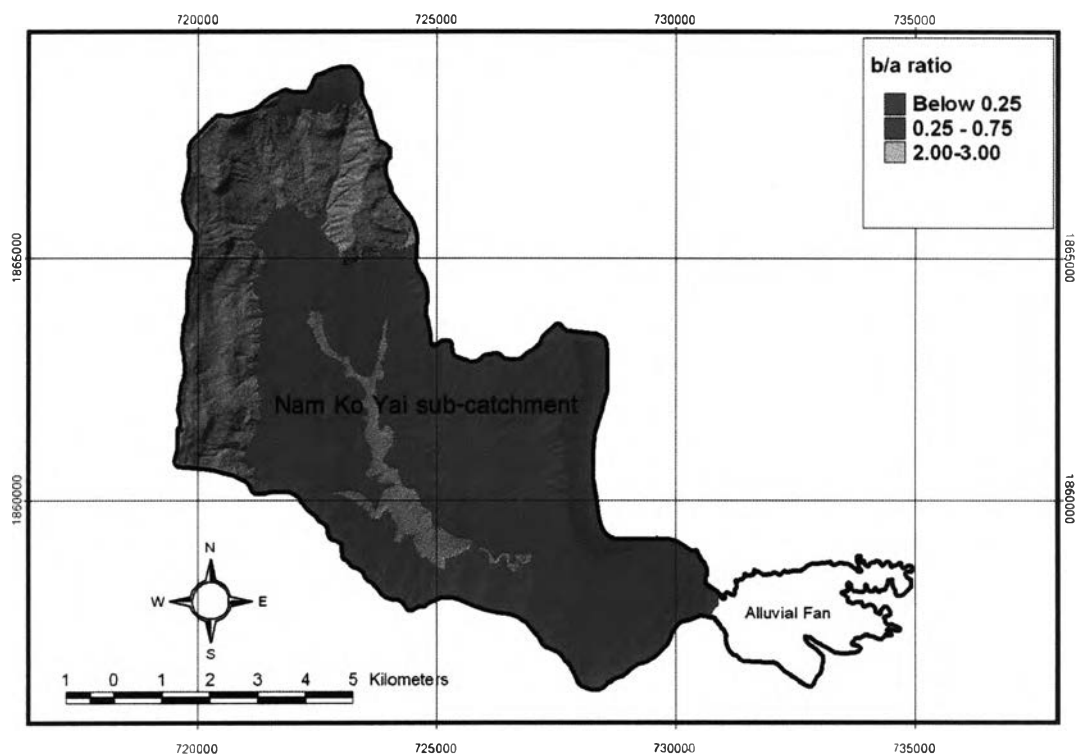 720000 725000 730000 735000
b/a ratio
Below 0.25
0.25 - 0.75
2.00-3.00
1865000 1865000
Nam Ko Yai sub-catchment
1860000 1860000
N
W E
S
Alluvial Fan
1 0 1 2 3 4 5 Kilometers
720000 725000 730000 735000